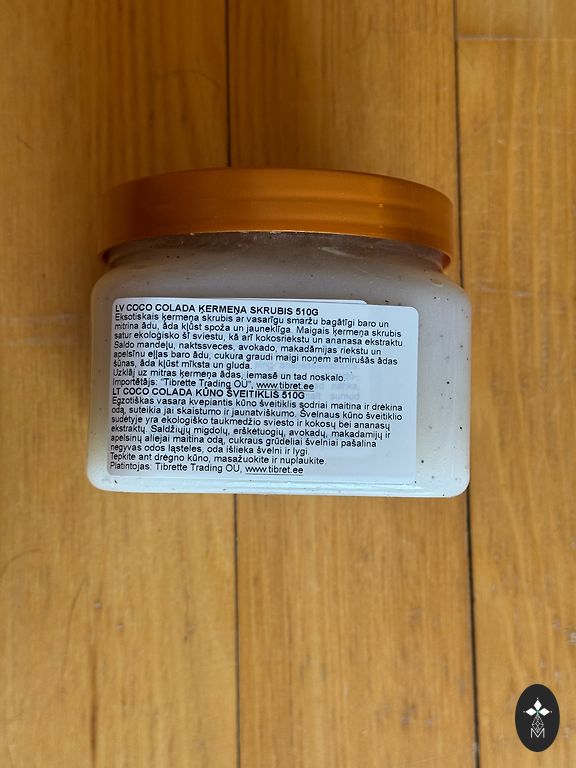 LV COCO COLADA ĶERMEŅA SKRUBIS 510G
Eksotiskais ķermeņa skrubis ar vasarīgu smaržu bagātīgi baro un
mitrina ādu, āda kļūst spoža un jauneklīga. Maigais ķermeņa skrubis
satur ekoloģisko šī sviestu, kā arī kokosriekstu un ananasa ekstraktu.
Saldo mandeļu, naktssveces, avokado, makadāmijas riekstu un
apelsīnu eļļas baro ādu, cukura graudi maigi noņem atmirušās ādas
šūnas, āda kļūst mīksta un gluda.
Uzklāj uz mitras ķermeņa ādas, iemasē un tad noskalo.
Importētājs: "Tibrette Trading OÜ", www.tibret.ee
LT COCO COLADA KŪNO ŠVEITIKLIS 510G
Egzotiškas vasara kvepiantis kūno šveitiklis sodriai maitina ir drėkina
odą, suteikia jai skaistumo ir jaunatviškumo. Švelnaus kūno šveitiklio
sudėtyje yra ekologiško taukmedžio sviesto ir kokosų bei ananasų
ekstraktų. Saldžiųjų migdolų, erškėtuogių, avokadų, makadamijų ir
apelsinų aliejai maitina odą, cukraus grūdeliai švelniai pašalina
negyvas odos ląsteles, oda išlieka švelni ir lygi.
Tepkite ant drėgno kūno, masažuokite ir nuplaukite.
Platintojas: Tibrette Trading OÜ, www.tibret.ee
M